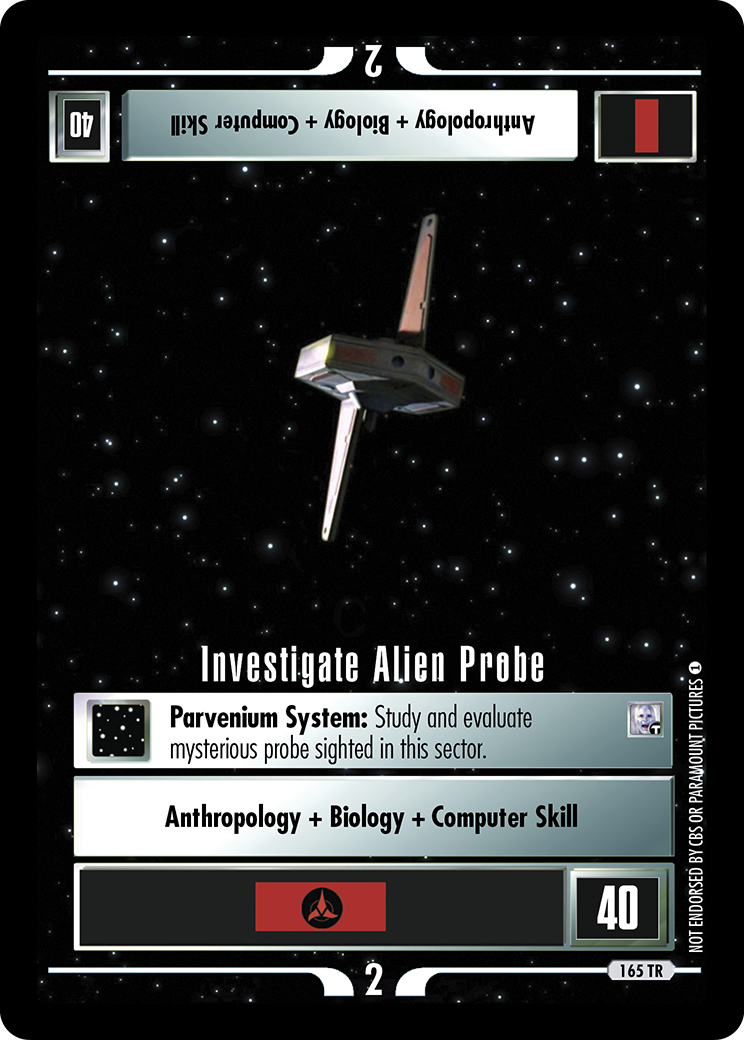 2
40
Anthropology + Biology + Computer Skill
Investigate Alien Probe
Parvenium System: Study and evaluate
mysterious probe sighted in this sector.
T
Anthropology + Biology + Computer Skill
40
2
165 TR
NOT ENDORSED BY CBS OR PARAMOUNT PICTURES 1